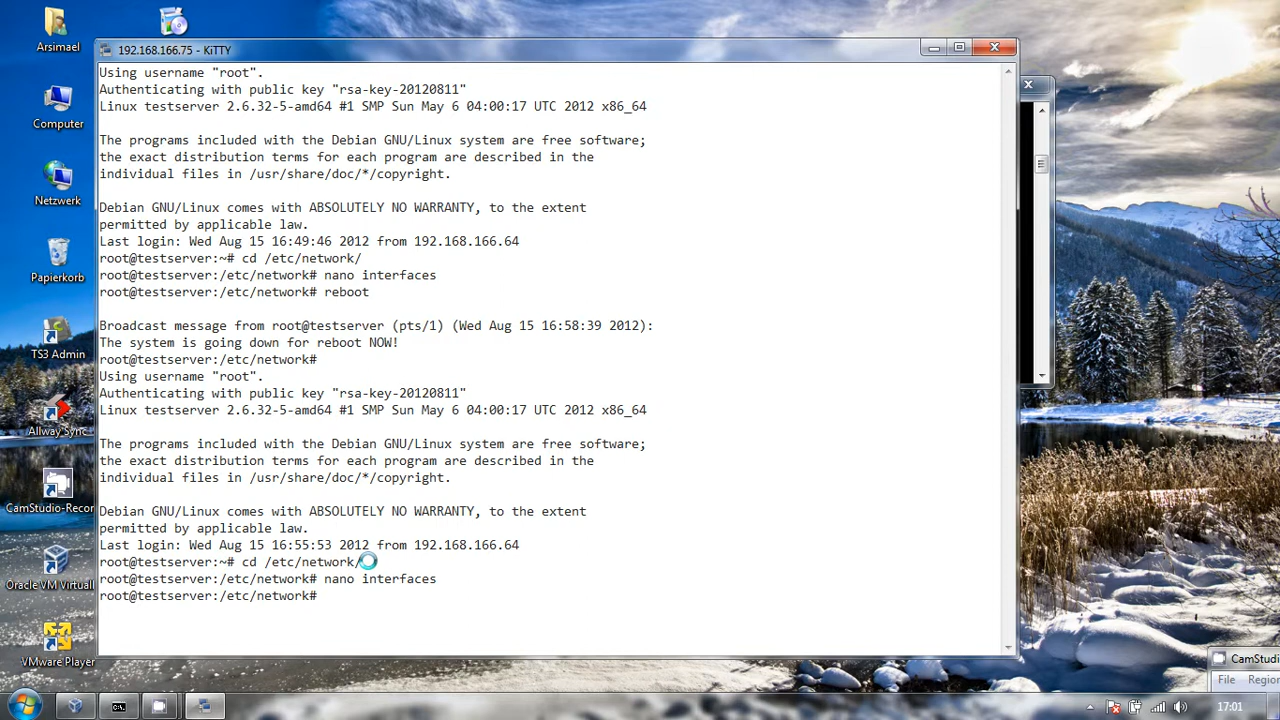 Arsimael
Computer
Netzwerk
Papierkorb
TS3 Admin
Allway Sync
CamStudio-Recor
Oracle VM Virtuall
VMware Player
192.168.166.75 - KiTTY
Using username "root".
Authenticating with public key "rsa-key-20120811"
Linux testserver 2.6.32-5-amd64 #1 SMP Sun May 6 04:00:17 UTC 2012 x86_64
The programs included with the Debian GNU/Linux system are free software;
the exact distribution terms for each program are described in the
individual files in /usr/share/doc/*/copyright.
Debian GNU/Linux comes with ABSOLUTELY NO WARRANTY, to the extent
permitted by applicable law.
Last login: Wed Aug 15 16:49:46 2012 from 192.168.166.64
root@testserver:~# cd /etc/network/
root@testserver:/etc/network# nano interfaces
root@testserver:/etc/network# reboot
Broadcast message from root@testserver (pts/1) (Wed Aug 15 16:58:39 2012):
The system is going down for reboot NOW!
root@testserver:/etc/network#
Using username "root".
Authenticating with public key "rsa-key-20120811"
Linux testserver 2.6.32-5-amd64 #1 SMP Sun May 6 04:00:17 UTC 2012 x86_64
The programs included with the Debian GNU/Linux system are free software;
the exact distribution terms for each program are described in the
individual files in /usr/share/doc/*/copyright.
Debian GNU/Linux comes with ABSOLUTELY NO WARRANTY, to the extent
permitted by applicable law.
Last login: Wed Aug 15 16:55:53 2012 from 192.168.166.64
root@testserver:~# cd /etc/network/
root@testserver:/etc/network# nano interfaces
root@testserver:/etc/network#
CamStudi
File Region
17:01